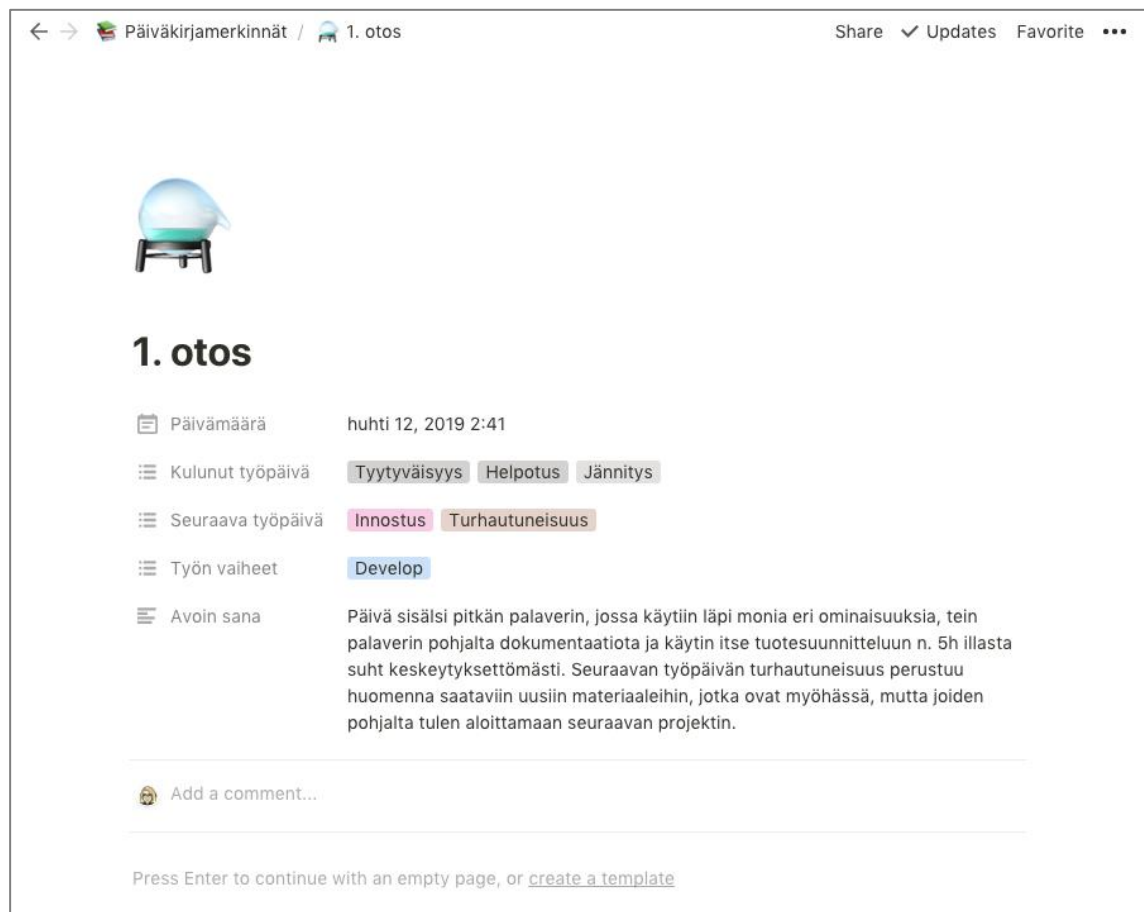 Päiväkirjamerkinnät / 1. otos
Share ✓ Updates Favorite •••
1. otos
Päivämäärä huhti 12, 2019 2:41
Kulunut työpäivä Tyytyväisyys Helpotus Jännitys
Seuraava työpäivä Innostus Turhautuneisuus
Työn vaiheet Develop
Avoin sana Päivä sisälsi pitkän palaverin, jossa käytiin läpi monia eri ominaisuuksia, tein
palaverin pohjalta dokumentaatiota ja käytin itse tuotesuunnitteluun n. 5h illasta
suht keskeytyksettömästi. Seuraavan työpäivän turhautuneisuus perustuu
huomenna saataviin uusiin materiaaleihin, jotka ovat myöhässä, mutta joiden
pohjalta tulen aloittamaan seuraavan projektin.
Add a comment...
Press Enter to continue with an empty page, or create a template